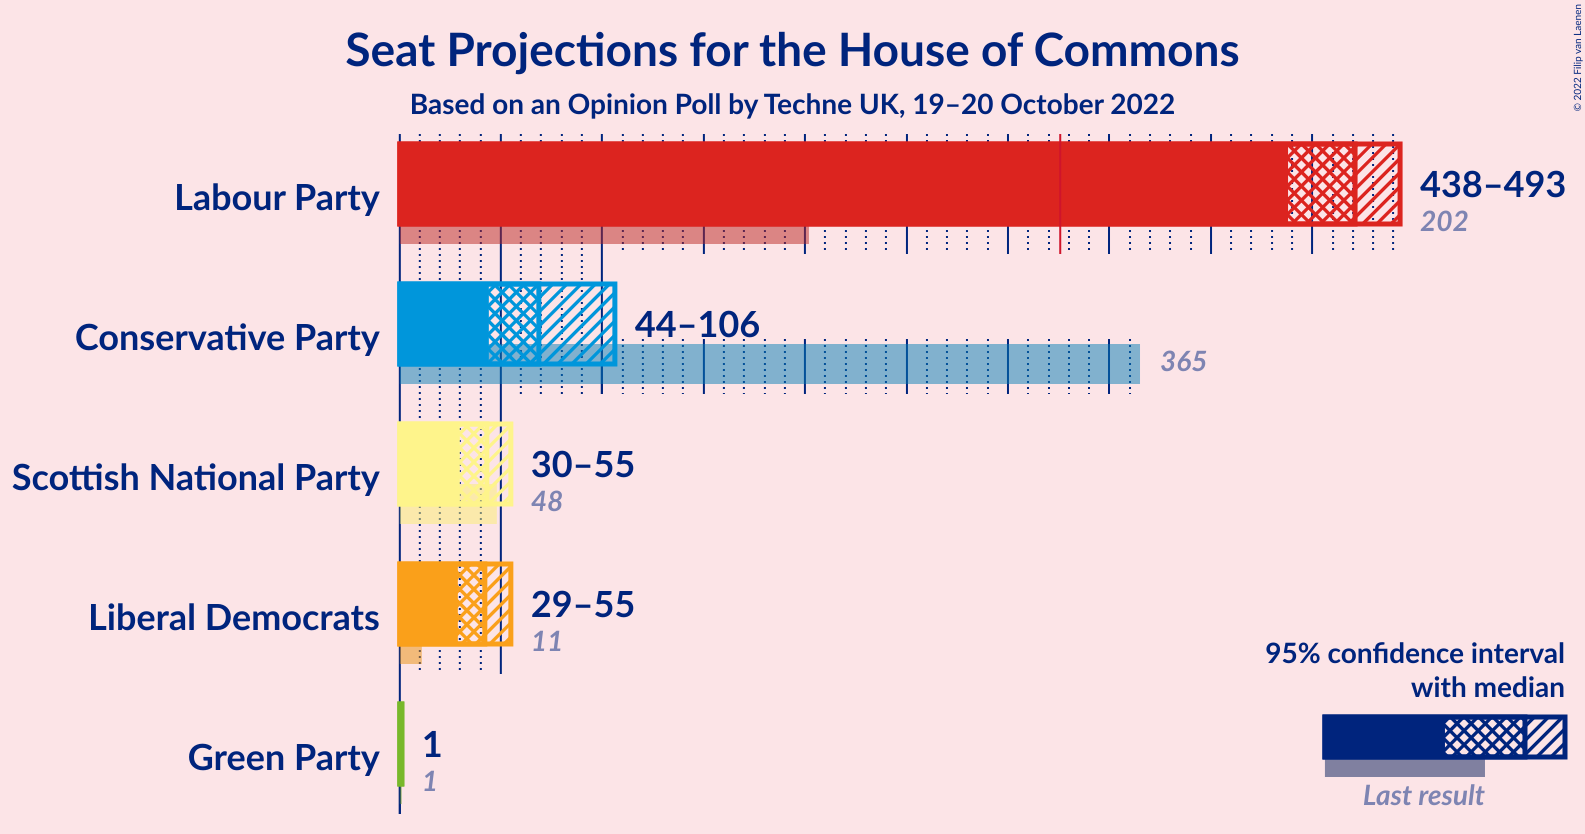 Seat Projections for the House of Commons
Based on an Opinion Poll by Techne UK, 19–20 October 2022
© 2022 Filip van Laenen
Labour Party
438–493
202
Conservative Party
44–106
365
Scottish National Party
30–55
48
Liberal Democrats
29–55
11
Green Party
1
1
95% confidence interval
with median
Last result